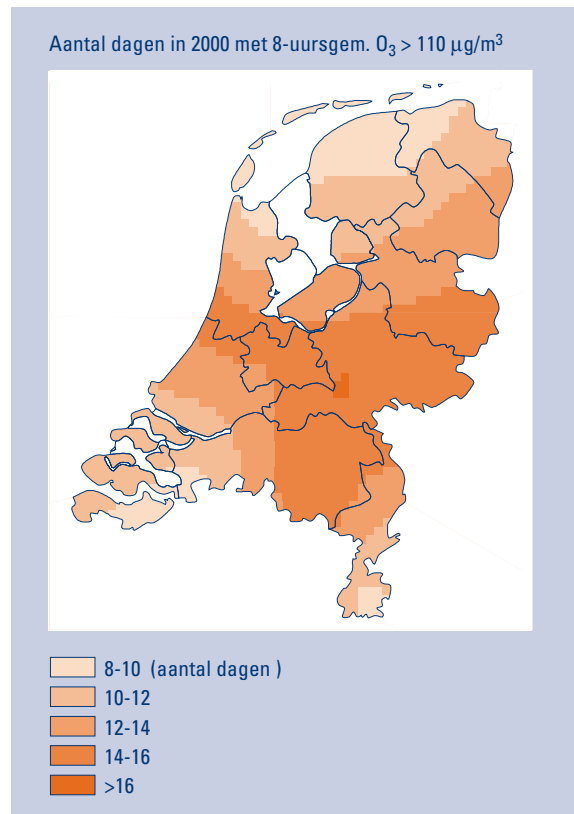 Aantal dagen in 2000 met 8-uursgem. O₃ > 110 µg/m³
8-10 (aantal dagen )
10-12
12-14
14-16
>16